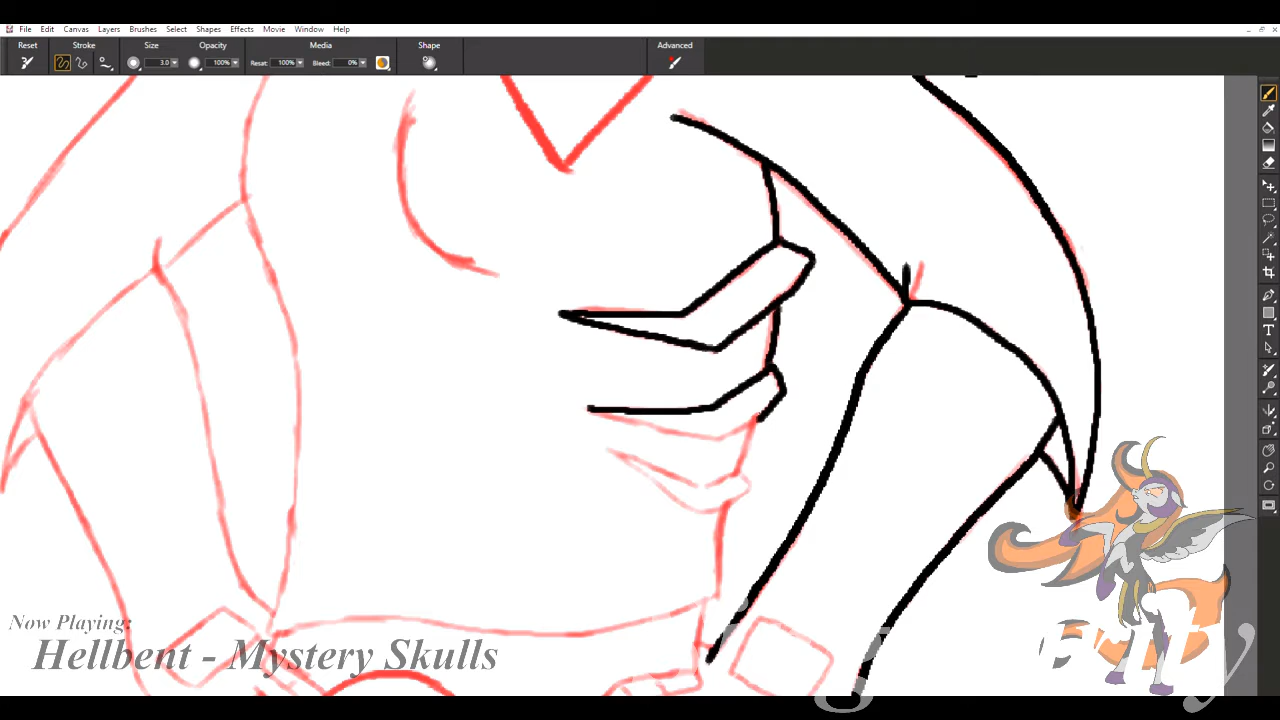 File Edit Canvas Layers Brushes Select Shapes Effects Movie Window Help
Reset Stroke Size Opacity Media Shape Advanced
3.0 100% Reset: 100% Bleed: 0%
Now Playing:
Hellbent - Mystery Skulls